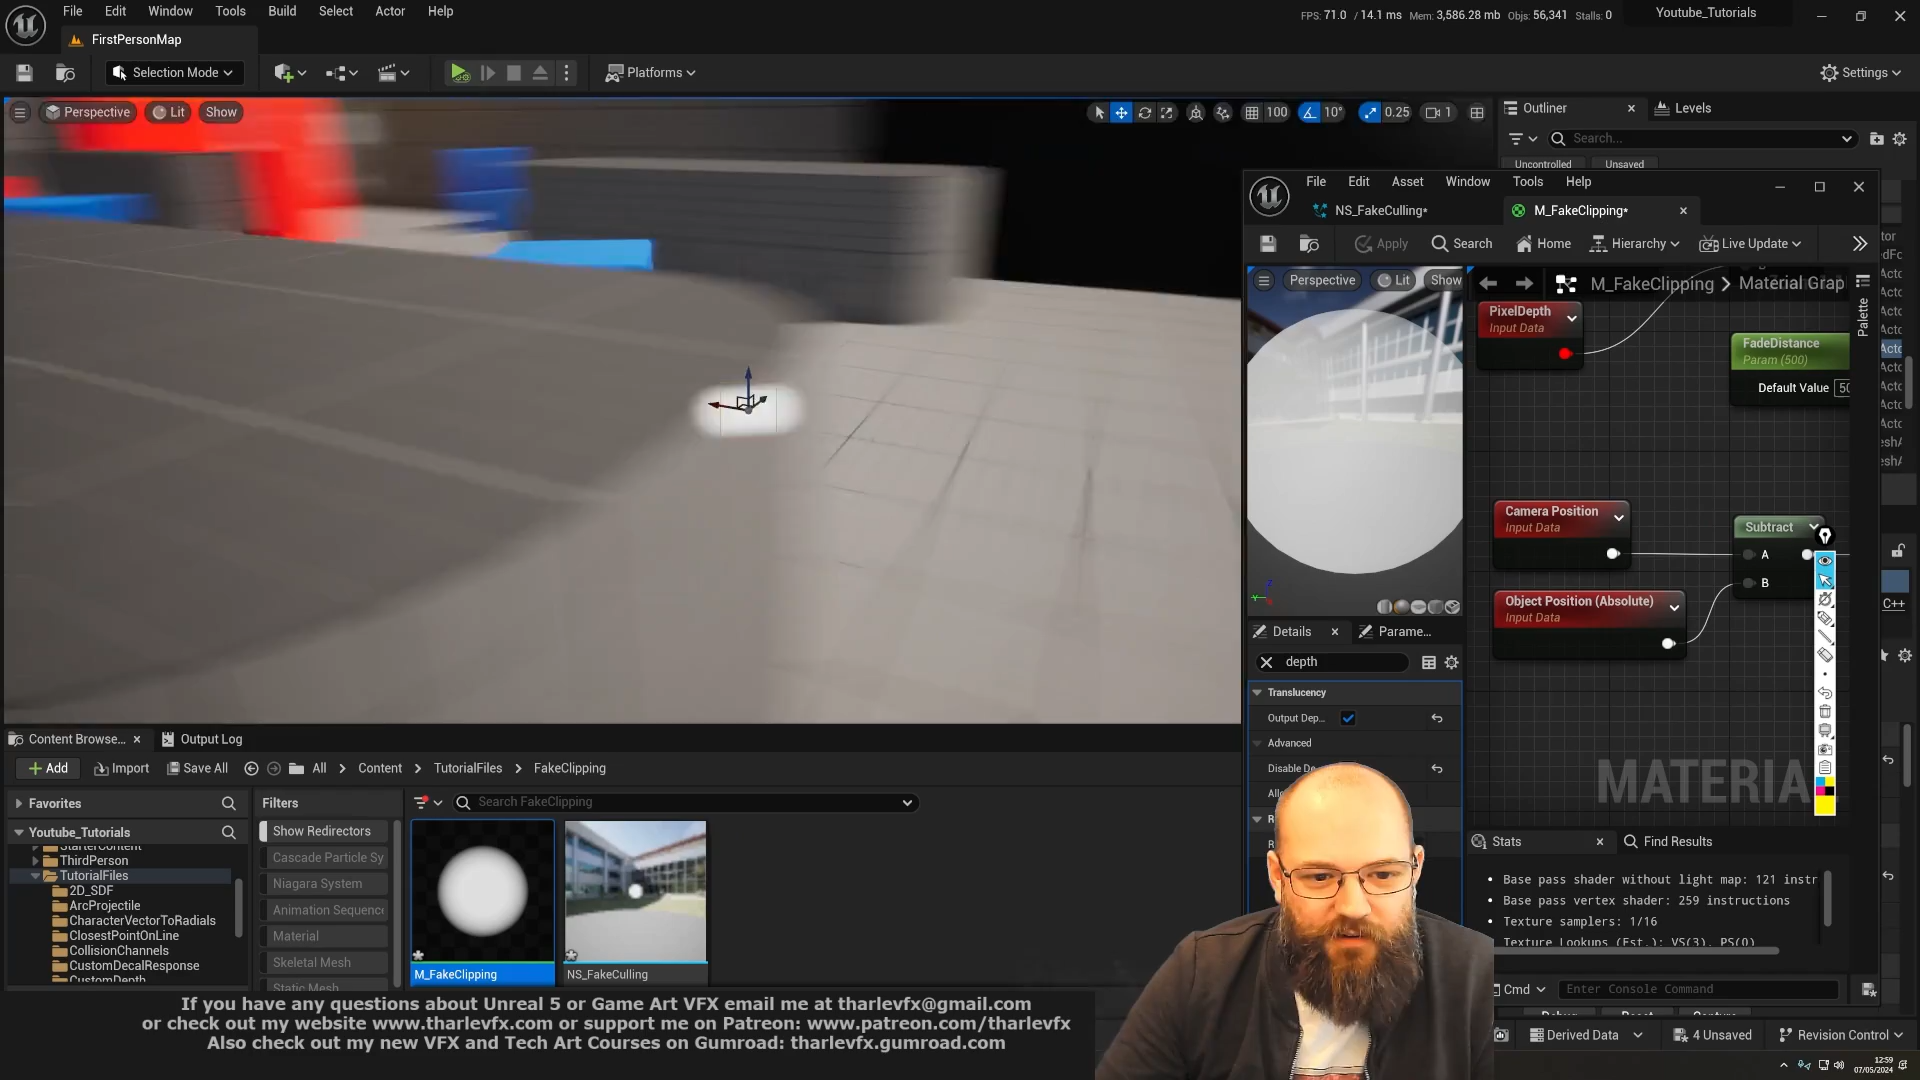 File Edit Window Tools Build Select Actor Help
FPS: 71.0 / 14.1 ms Mem: 3,586.28 mb Objs: 56,341 Stalls: 0
Youtube_Tutorials
FirstPersonMap
Selection Mode
Platforms
Settings
Perspective Lit Show
100 10° 0.25 1
Outliner Levels
Search...
Uncontrolled Unsaved
File Edit Asset Window Tools Help
NS_FakeCulling* M_FakeClipping*
Apply Search Home Hierarchy Live Update
Perspective Lit Show
M_FakeClipping > Material Grap
Palette
PixelDepth
Input Data
FadeDistance
Param (500)
Default Value 50
Camera Position
Input Data
Subtract
A
B
Object Position (Absolute)
Input Data
C++
Details Parame...
depth
Translucency
Output Dep...
Advanced
Disable De
MATERIA
Stats Find Results
Base pass shader without light map: 121 instr
Base pass vertex shader: 259 instructions
Texture samplers: 1/16
Texture Lookups (Est.): VS(3), PS(0)
Cmd Enter Console Command
Derived Data 4 Unsaved Revision Control
12:59
07/05/2024
Content Browse... Output Log
Add Import Save All All > Content > TutorialFiles > FakeClipping
Favorites
Filters
Search FakeClipping
Youtube_Tutorials
StarterContent
ThirdPerson
TutorialFiles
2D_SDF
ArcProjectile
CharacterVectorToRadials
ClosestPointOnLine
CollisionChannels
CustomDecalResponse
CustomDepth
Show Redirectors
Cascade Particle Sy
Niagara System
Animation Sequence
Material
Skeletal Mesh
Static Mesh
M_FakeClipping
NS_FakeCulling
If you have any questions about Unreal 5 or Game Art VFX email me at tharlevfx@gmail.com
or check out my website www.tharlevfx.com or support me on Patreon: www.patreon.com/tharlevfx
Also check out my new VFX and Tech Art Courses on Gumroad: tharlevfx.gumroad.com